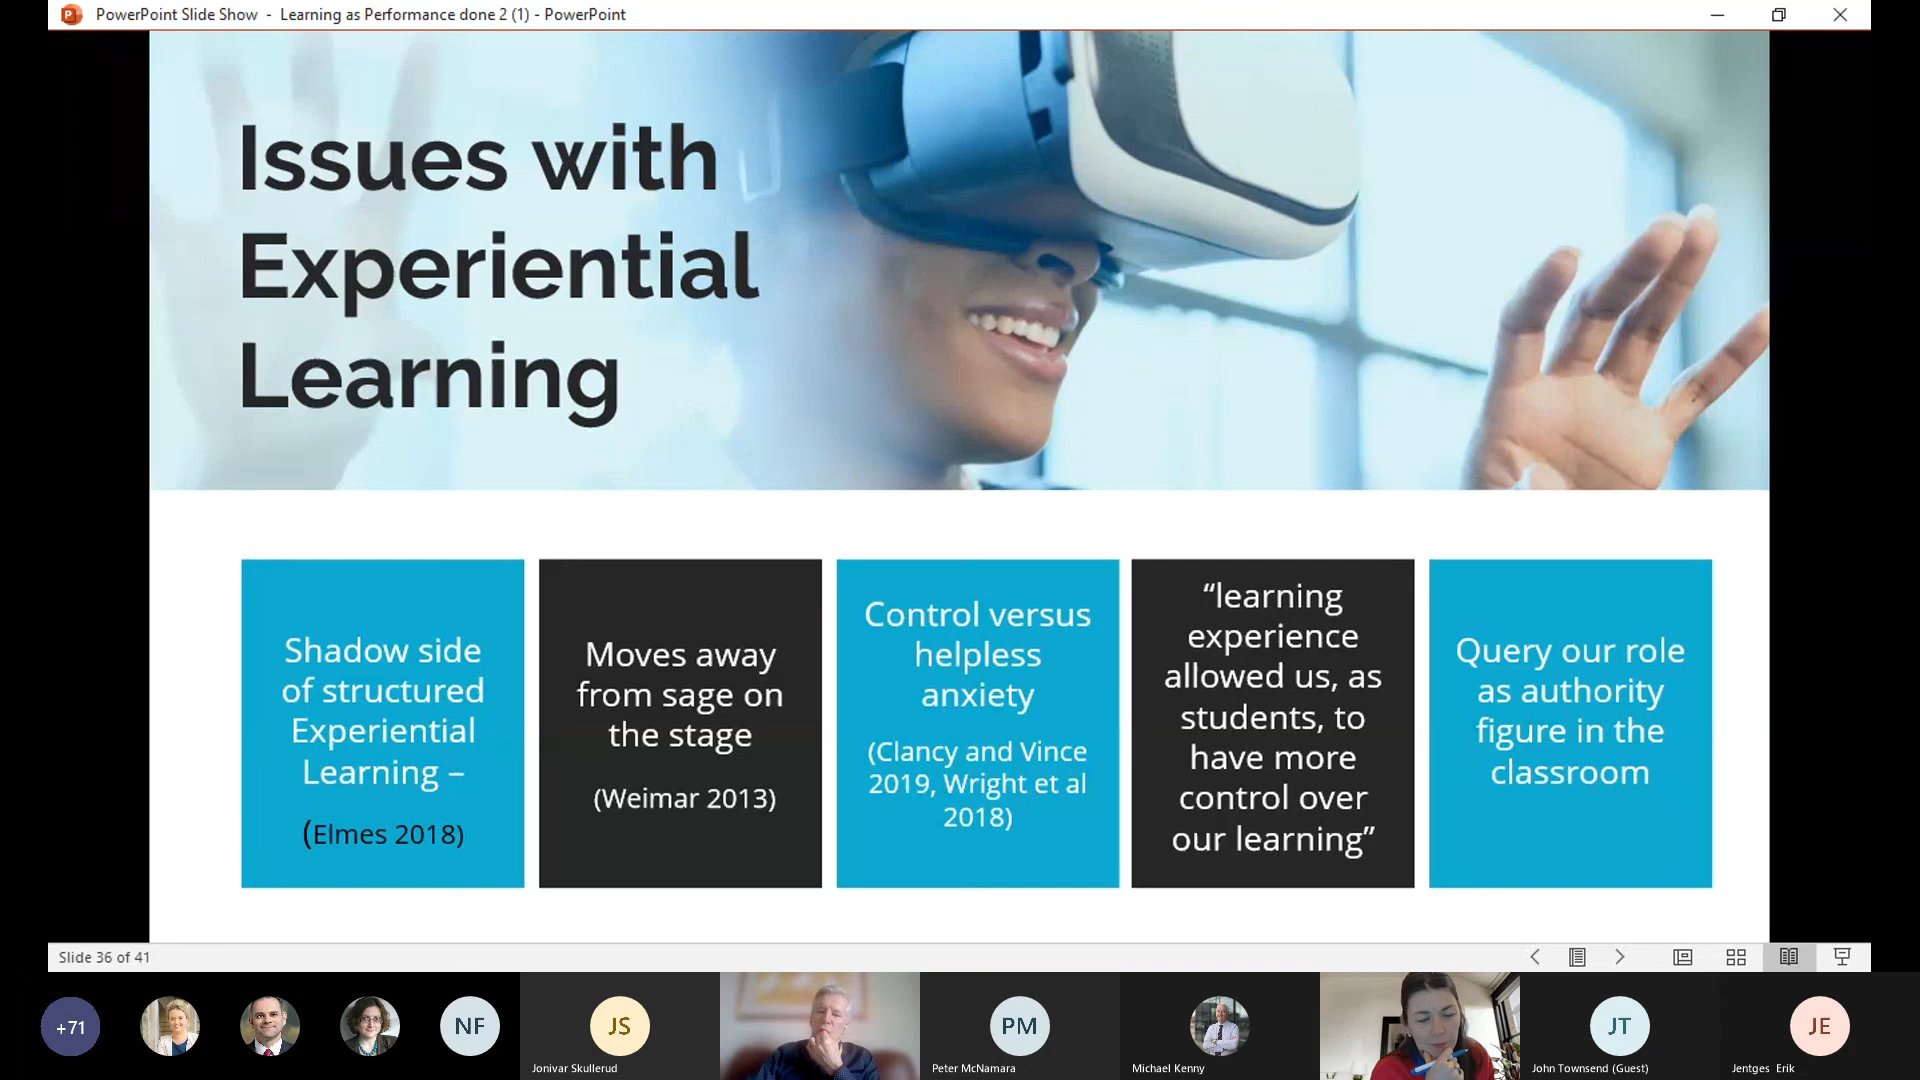 PowerPoint Slide Show - Learning as Performance done 2 (1) - PowerPoint
Issues with
Experiential
Learning
Shadow side
of structured
Experiential
Learning –
(Elmes 2018)
Moves away
from sage on
the stage
(Weimar 2013)
Control versus
helpless
anxiety
(Clancy and Vince
2019, Wright et al
2018)
“learning
experience
allowed us, as
students, to
have more
control over
our learning”
Query our role
as authority
figure in the
classroom
Slide 36 of 41
+71
NF
JS
Jonivar Skullerud
PM
Peter McNamara
Michael Kenny
JT
John Townsend (Guest)
JE
Jentges Erik